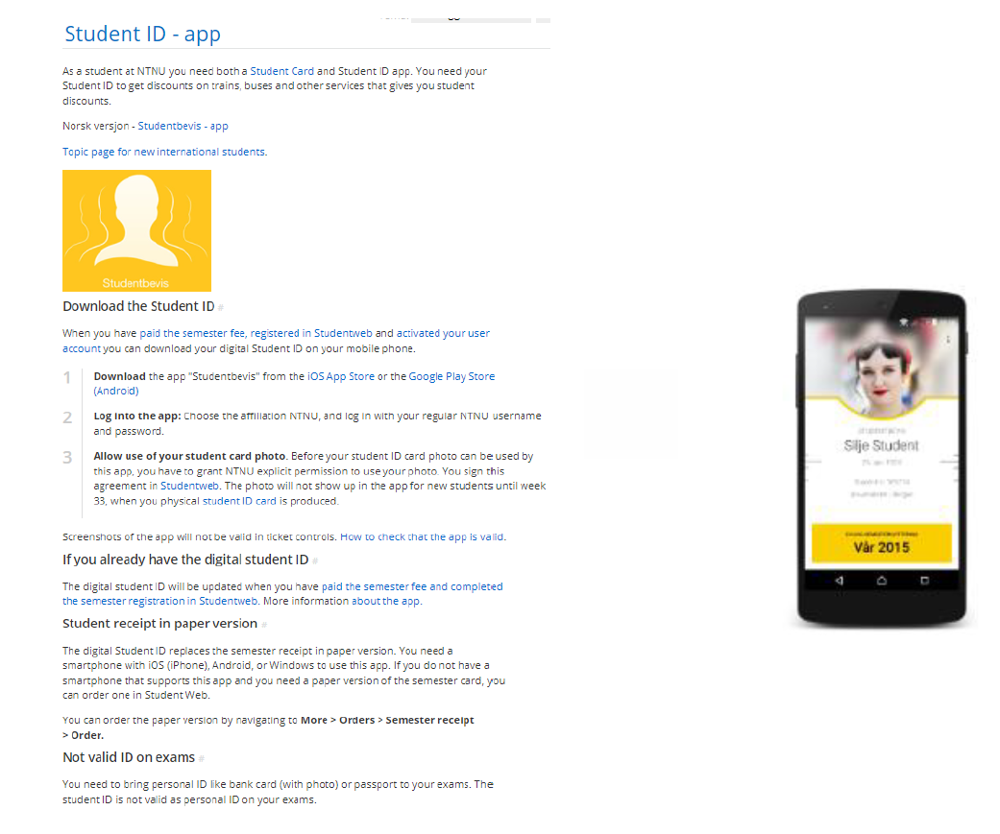 Student ID - app
As a student at NTNU you need both a Student Card and Student ID app. You need your
Student ID to get discounts on trains, buses and other services that gives you student
discounts.
Norsk versjon - Studentbevis - app
Topic page for new international students.
Studentbevis
Download the Student ID #
When you have paid the semester fee, registered in Studentweb and activated your user
account you can download your digital Student ID on your mobile phone.
1 Download the app "Studentbevis" from the iOS App Store or the Google Play Store
(Android)
2 Log into the app: Choose the affiliation NTNU, and log in with your regular NTNU username
and password.
3 Allow use of your student card photo. Before your student ID card photo can be used by
this app, you have to grant NTNU explicit permission to use your photo. You sign this
agreement in Studentweb. The photo will not show up in the app for new students until week
33, when you physical student ID card is produced.
Screenshots of the app will not be valid in ticket controls. How to check that the app is valid.
If you already have the digital student ID #
The digital student ID will be updated when you have paid the semester fee and completed
the semester registration in Studentweb. More information about the app.
Student receipt in paper version #
The digital Student ID replaces the semester receipt in paper version. You need a
smartphone with iOS (iPhone), Android, or Windows to use this app. If you do not have a
smartphone that supports this app and you need a paper version of the semester card, you
can order one in StudentWeb.
You can order the paper version by navigating to More > Orders > Semester receipt
> Order.
Not valid ID on exams #
You need to bring personal ID like bank card (with photo) or passport to your exams. The
student ID is not valid as personal ID on your exams.
Silje Student
Vår 2015